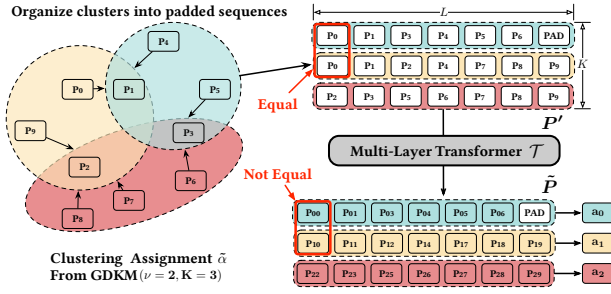 Organize clusters into padded sequences
P4
P0
P1
P5
P9
P3
P2
P6
P7
P8
Clustering Assignment α̃
From GDKM(ν = 2, K = 3)
L
P0 P1 P3 P4 P5 P6 PAD
P0 P1 P2 P4 P7 P8 P9
P2 P3 P5 P6 P7 P8 P9
K
Equal
P′
Multi-Layer Transformer 𝒯
Not Equal
P̃
P00 P01 P03 P04 P05 P06 PAD a0
P10 P11 P12 P14 P17 P18 P19 a1
P22 P23 P25 P26 P27 P28 P29 a2